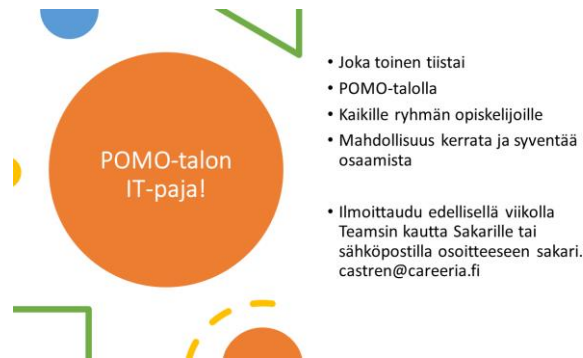 POMO-talon
IT-paja!
• Joka toinen tiistai
• POMO-talolla
• Kaikille ryhmän opiskelijoille
• Mahdollisuus kerrata ja syventää
osaamista
• Ilmoittaudu edellisellä viikolla
Teamsin kautta Sakarille tai
sähköpostilla osoitteeseen sakari.
castren@careeria.fi